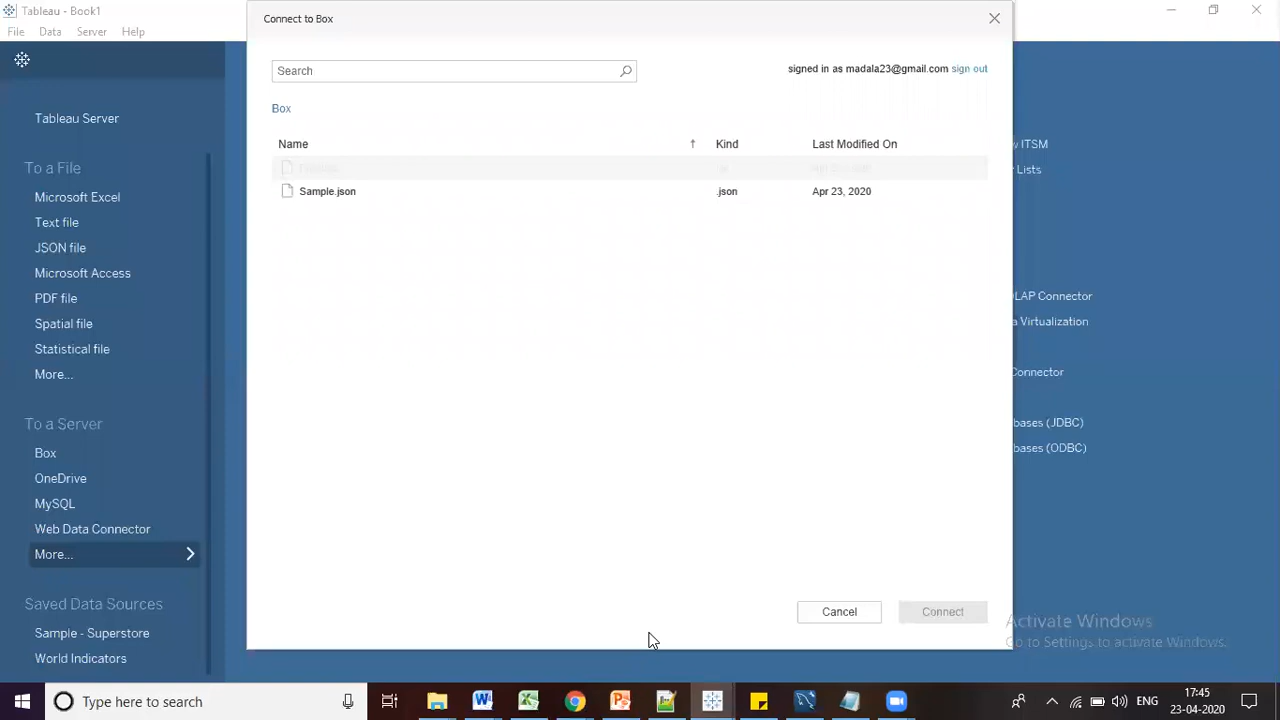 Tableau - Book1
File Data Server Help
Connect to Box
Search
signed in as madala23@gmail.com sign out
Box
Name Kind Last Modified On
Sample.json .json Apr 23, 2020
Tableau Server
To a File
Microsoft Excel
Text file
JSON file
Microsoft Access
PDF file
Spatial file
Statistical file
More...
To a Server
Box
OneDrive
MySQL
Web Data Connector
More...
Saved Data Sources
Sample - Superstore
World Indicators
ITSM
Lists
LAP Connector
a Virtualization
Connector
bases (JDBC)
bases (ODBC)
Cancel Connect
Activate Windows
Go to Settings to activate Windows.
Type here to search
ENG
17:45
23-04-2020